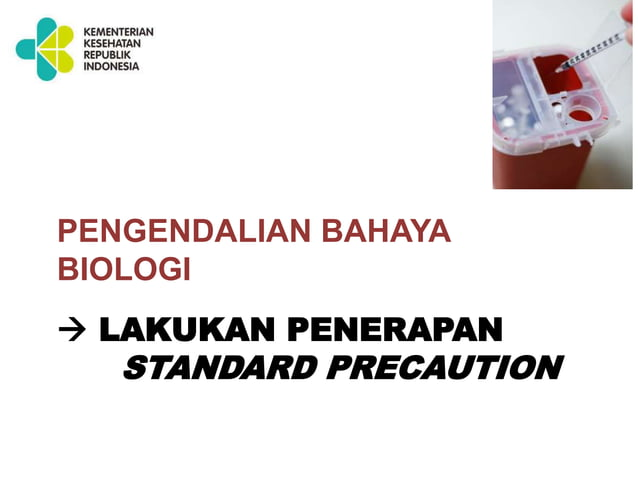 KEMENTERIAN
KESEHATAN
REPUBLIK
INDONESIA
PENGENDALIAN BAHAYA
BIOLOGI
→ LAKUKAN PENERAPAN
STANDARD PRECAUTION